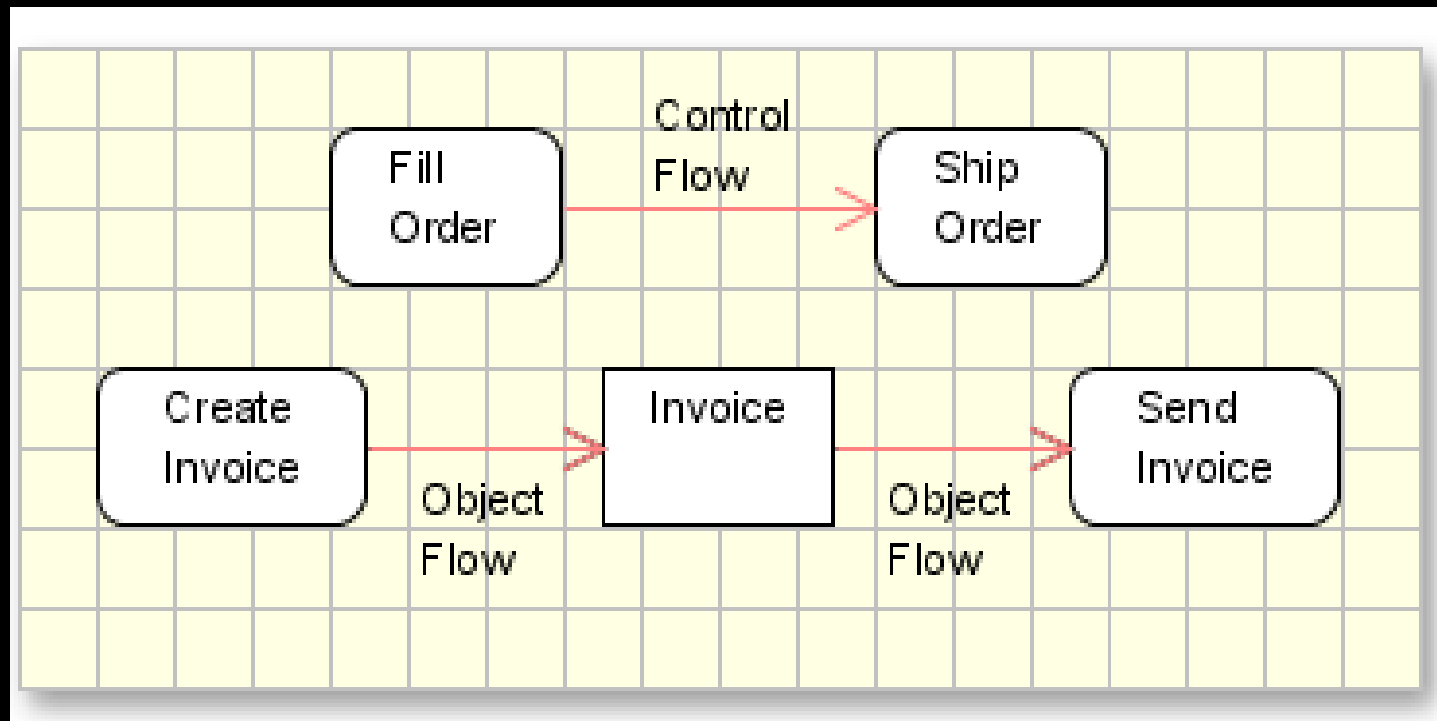 Control
Flow
Fill
Order
Ship
Order
Create
Invoice
Invoice
Send
Invoice
Object
Flow
Object
Flow